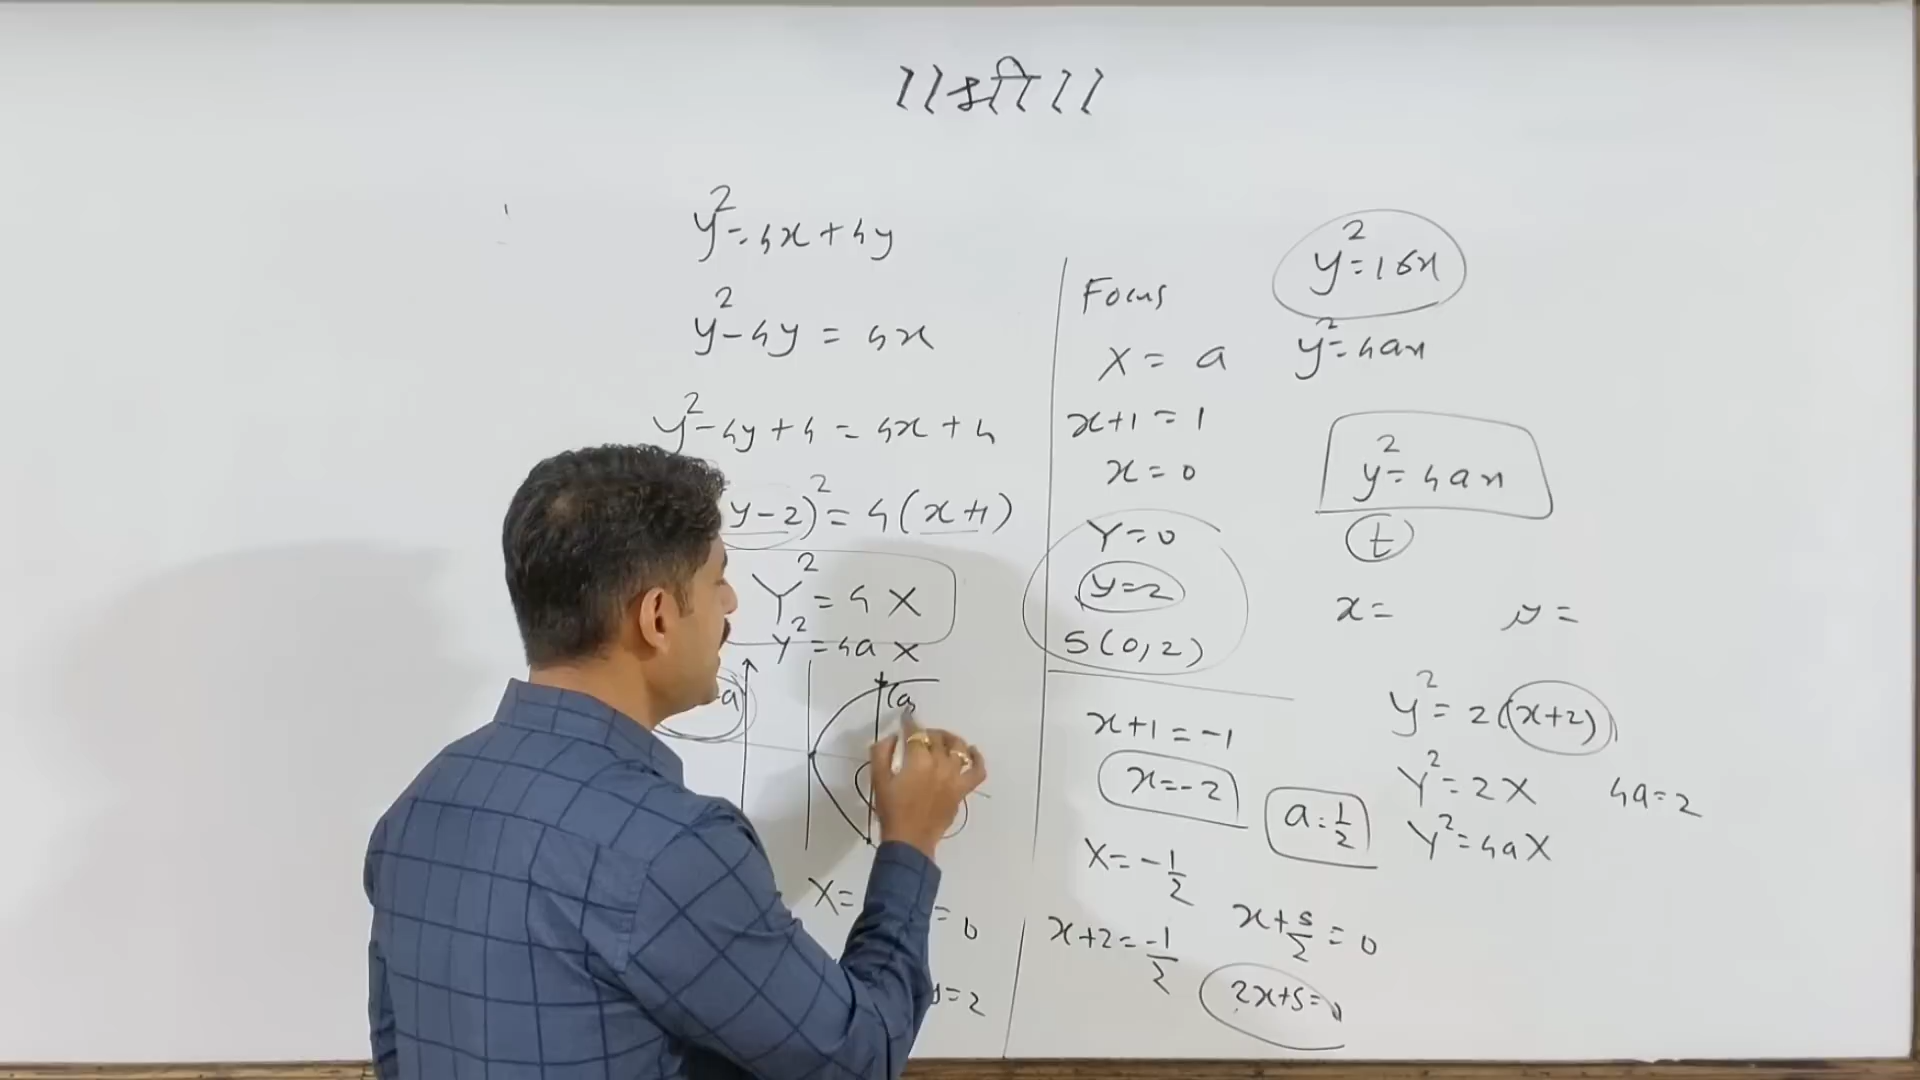 ।।श्री।।
y²=4x+4y
y²-4y = 4x
y²-4y+4 = 4x+4
y-2)² = 4(x+1)
Y² = 4X
Y² = 4aX
a
(a,
X=
=0
y=2
Focus
X = a
x+1 = 1
x = 0
Y=0
y=2
S(0,2)
x+1 = -1
x=-2
a=1/2
X=-1/2
x+2=-1/2
x+5/2=0
2x+5=0
y²=16x
y²=4ax
y²=4ax
t
x= y=
y²=2(x+2)
Y²=2X 4a=2
Y²=4aX